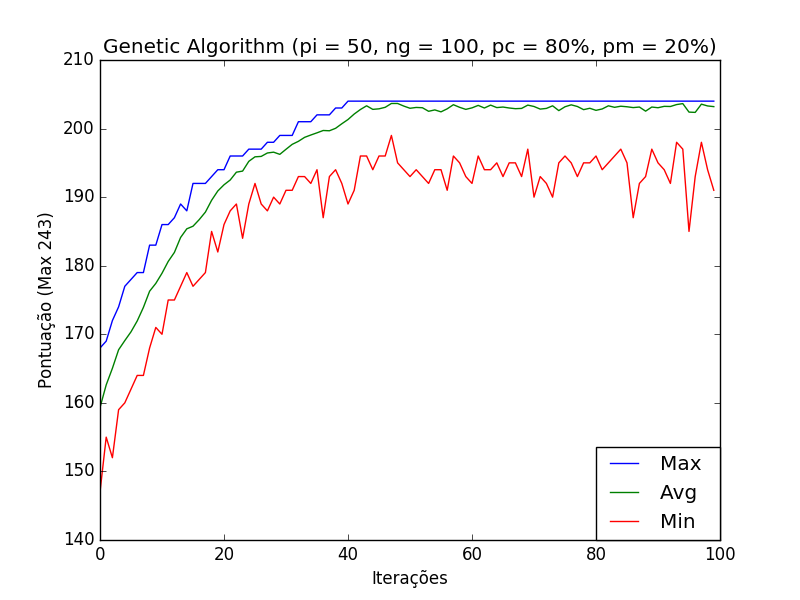 Genetic Algorithm (pi = 50, ng = 100, pc = 80%, pm = 20%)
210
200
190
180
170
160
150
140
Pontuação (Max 243)
Max
Avg
Min
0 20 40 60 80 100
Iterações